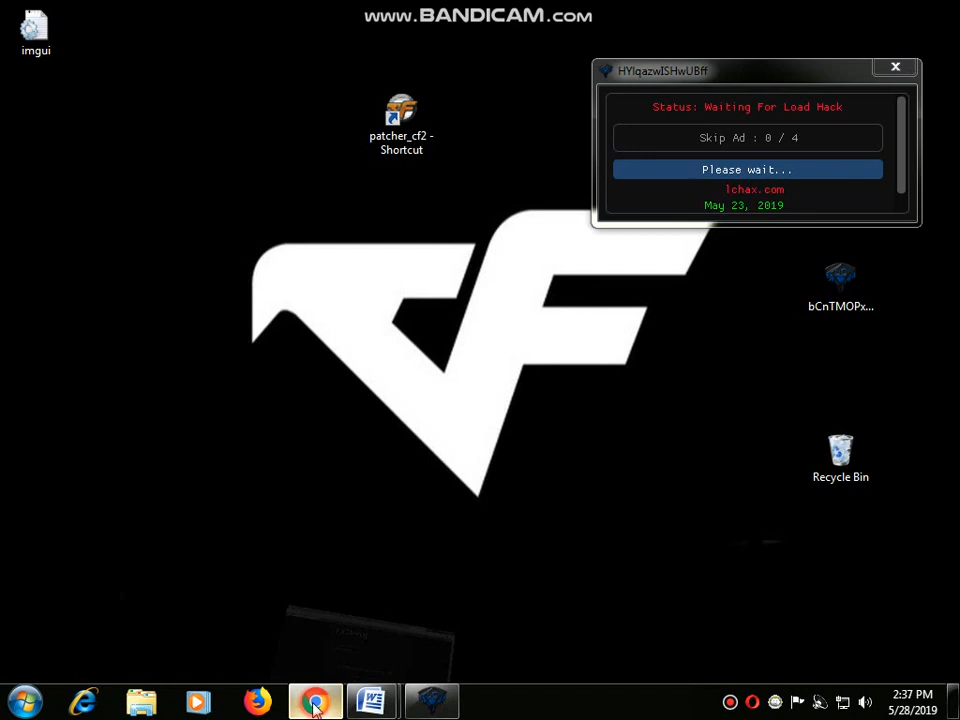 www.BANDICAM.com
imgui
patcher_cf2 -
Shortcut
HYlqazwISHwUBff
Status: Waiting For Load Hack
Skip Ad : 0 / 4
Please wait...
lchax.com
May 23, 2019
bCnTMOPx...
Recycle Bin
2:37 PM
5/28/2019